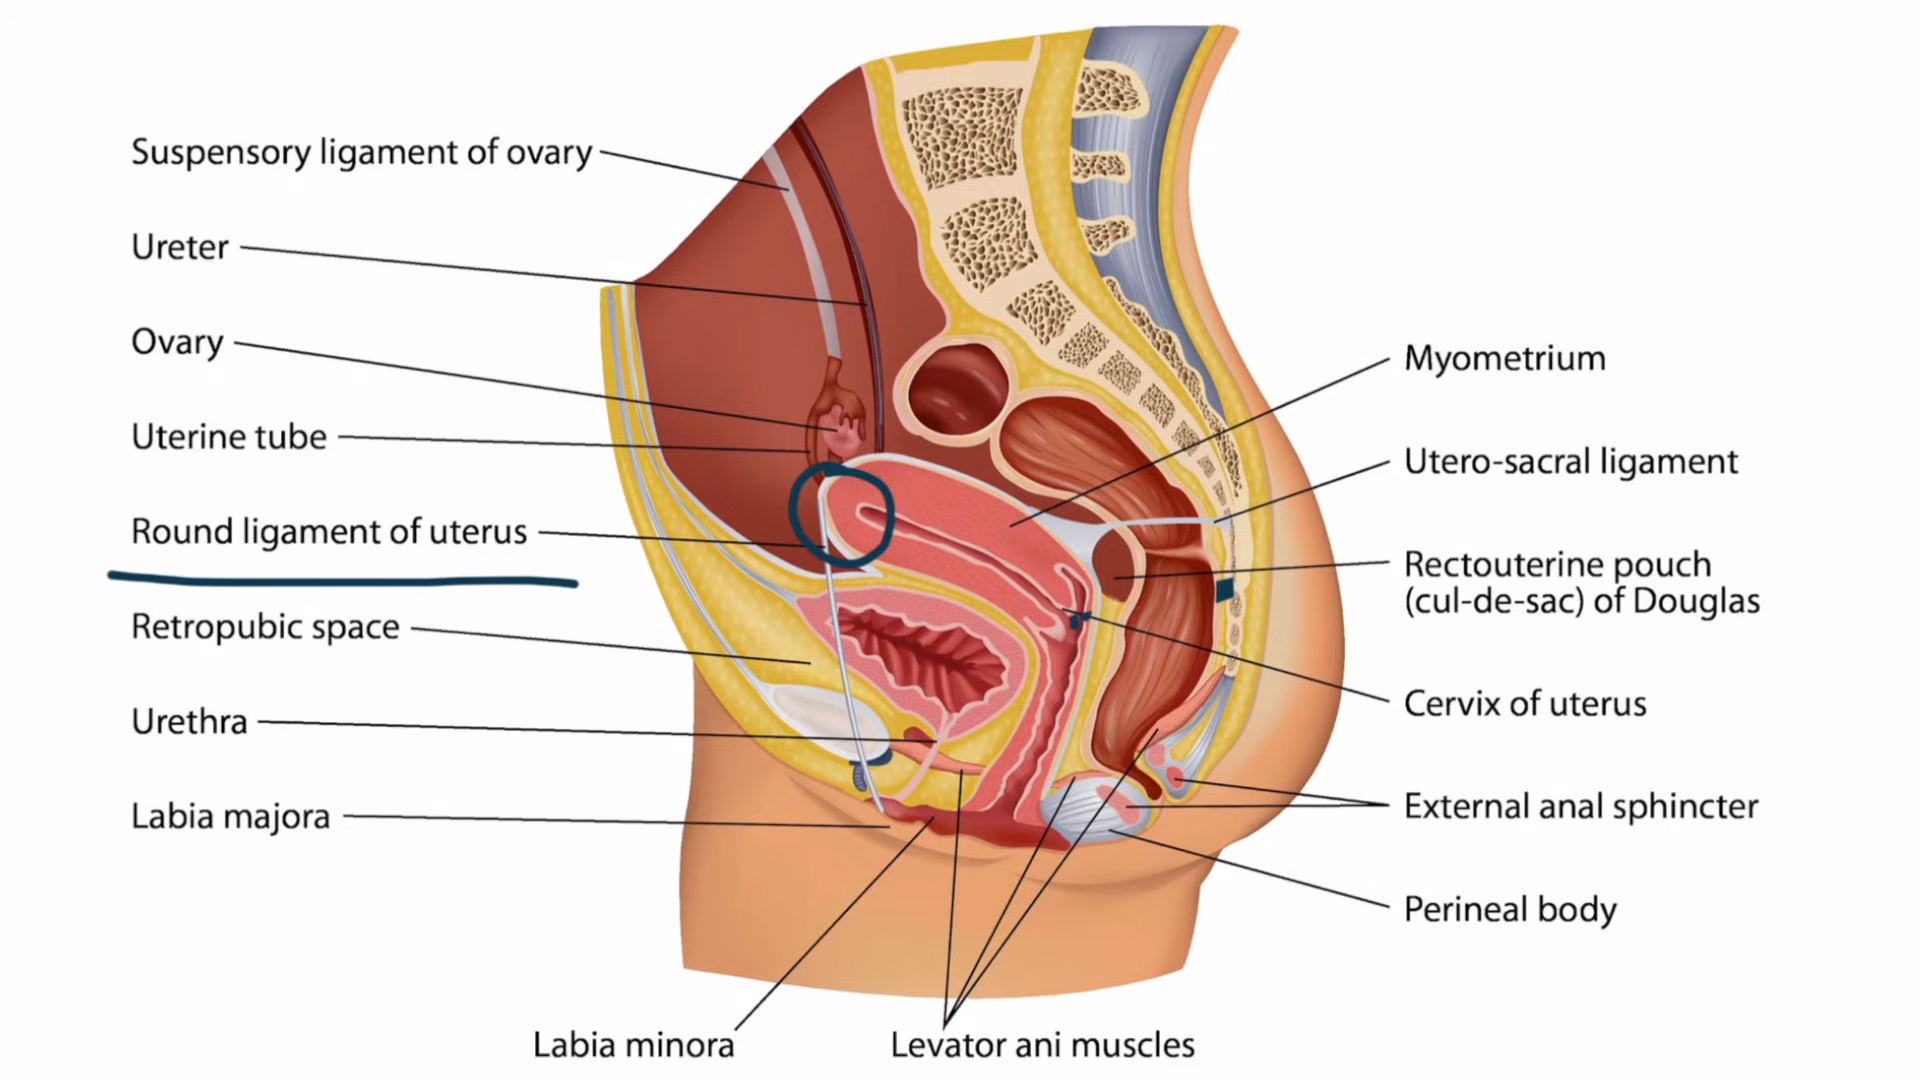 Suspensory ligament of ovary
Ureter
Ovary
Uterine tube
Round ligament of uterus
Retropubic space
Urethra
Labia majora
Labia minora
Levator ani muscles
Myometrium
Utero-sacral ligament
Rectouterine pouch
(cul-de-sac) of Douglas
Cervix of uterus
External anal sphincter
Perineal body